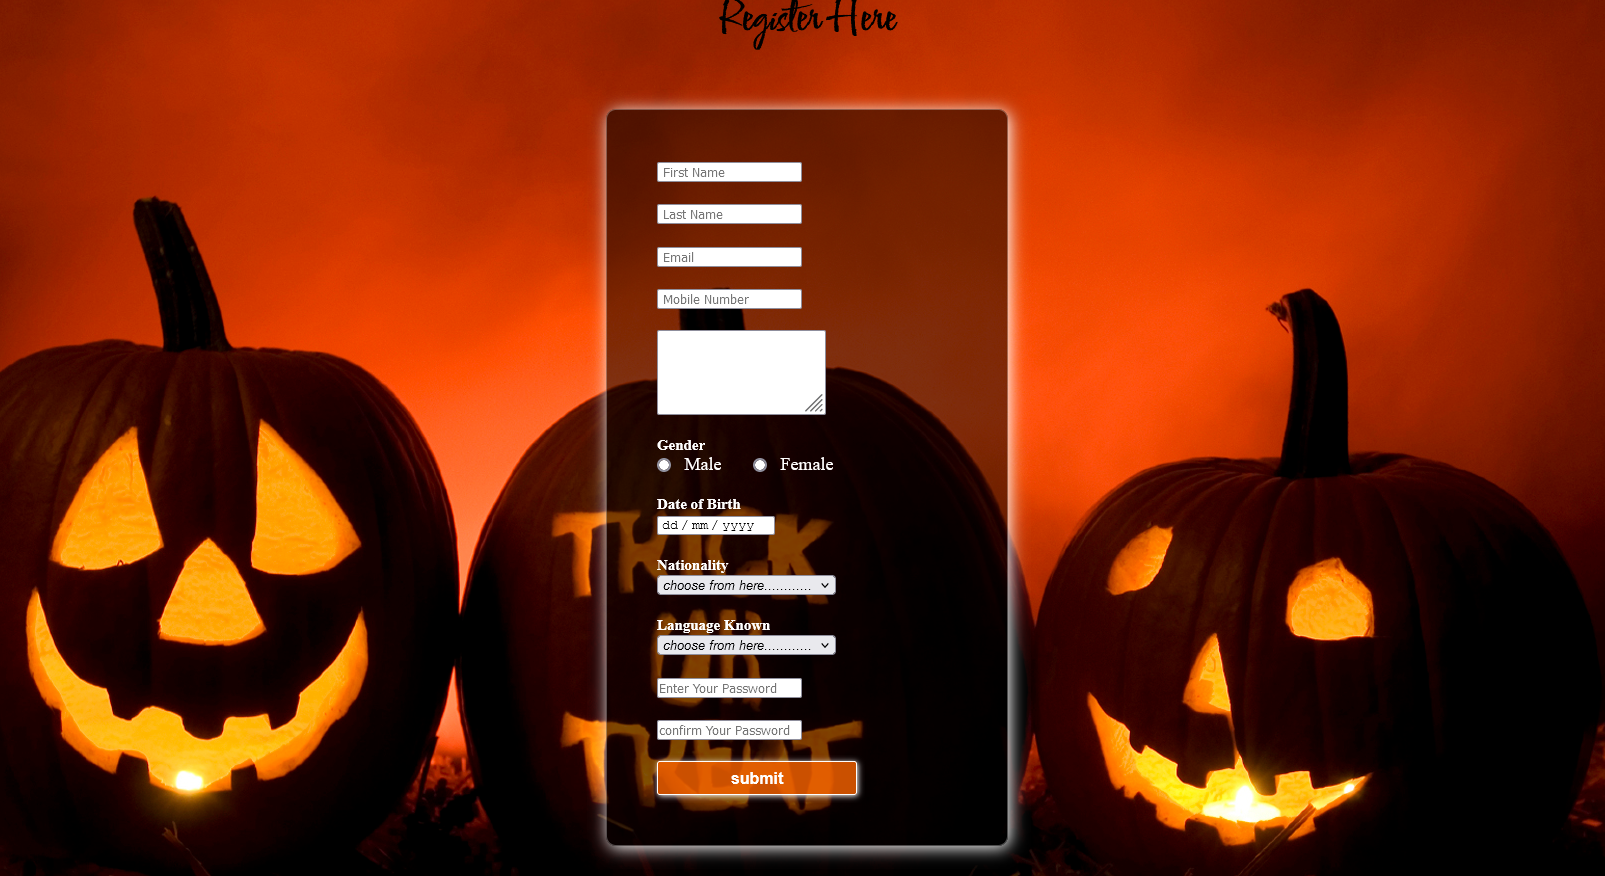 Register Here
First Name
Last Name
Email
Mobile Number
Gender
Male Female
Date of Birth
dd / mm / yyyy
Nationality
choose from here............
Language Known
choose from here............
Enter Your Password
confirm Your Password
submit
TRICK
OR
TREAT